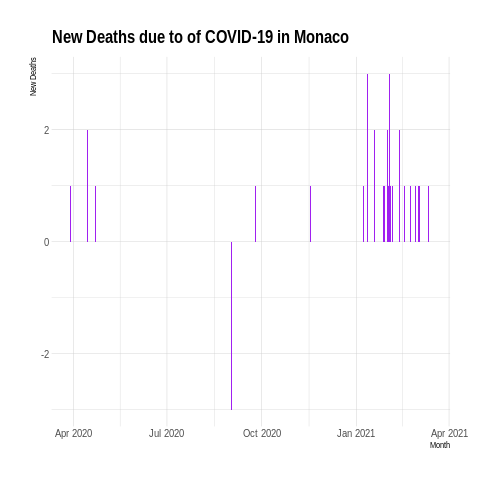 New Deaths due to of COVID-19 in Monaco
New Deaths
2
0
-2
Apr 2020 Jul 2020 Oct 2020 Jan 2021 Apr 2021
Month